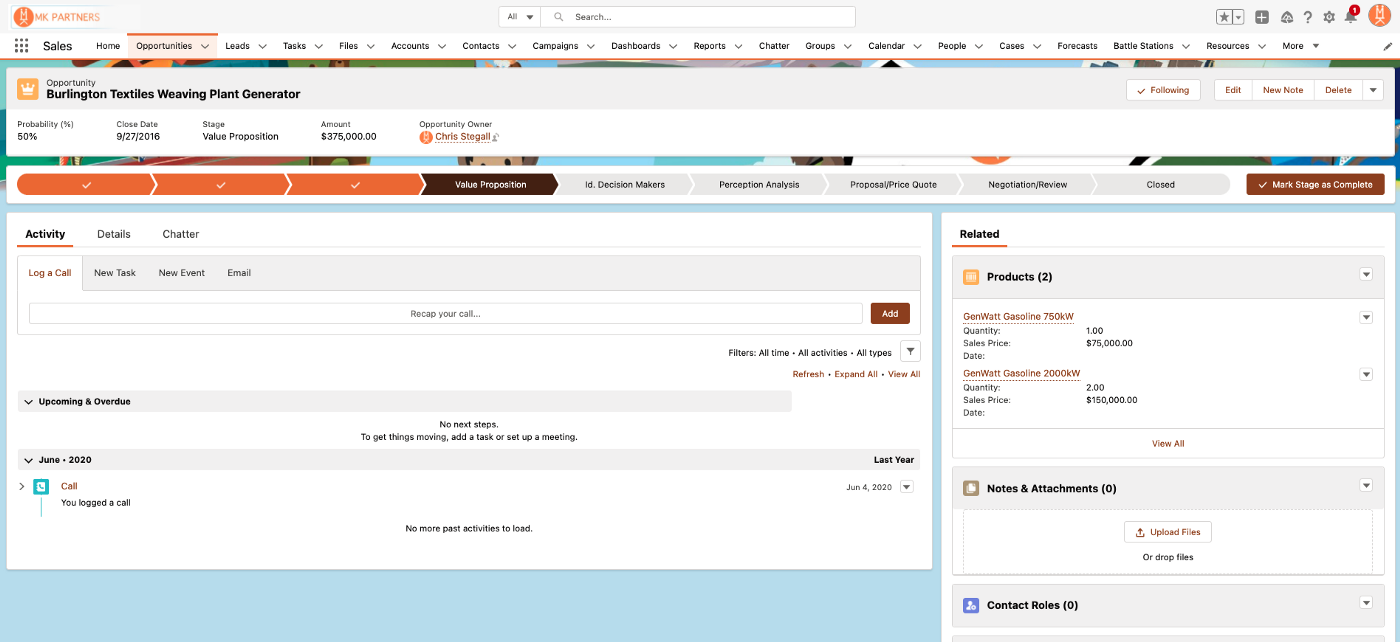 MK PARTNERS
All
Search...
1
Sales
Home Opportunities Leads Tasks Files Accounts Contacts Campaigns Dashboards Reports Chatter Groups Calendar People Cases Forecasts Battle Stations Resources More
Opportunity
Burlington Textiles Weaving Plant Generator
Following Edit New Note Delete
Probability (%) Close Date Stage Amount Opportunity Owner
50% 9/27/2016 Value Proposition $375,000.00 Chris Stegall
Value Proposition Id. Decision Makers Perception Analysis Proposal/Price Quote Negotiation/Review Closed Mark Stage as Complete
Activity Details Chatter
Log a Call New Task New Event Email
Recap your call... Add
Filters: All time • All activities • All types
Refresh • Expand All • View All
Upcoming & Overdue
No next steps.
To get things moving, add a task or set up a meeting.
June • 2020 Last Year
Call Jun 4, 2020
You logged a call
No more past activities to load.
Related
Products (2)
GenWatt Gasoline 750kW
Quantity: 1.00
Sales Price: $75,000.00
Date:
GenWatt Gasoline 2000kW
Quantity: 2.00
Sales Price: $150,000.00
Date:
View All
Notes & Attachments (0)
Upload Files
Or drop files
Contact Roles (0)